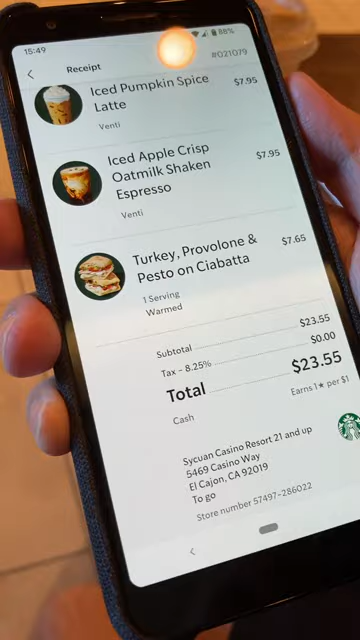 15:49
88%
Receipt
#021079
Iced Pumpkin Spice
Latte
$7.95
Venti
Iced Apple Crisp
Oatmilk Shaken
Espresso
$7.95
Venti
Turkey, Provolone &
Pesto on Ciabatta
$7.65
1 Serving
Warmed
Subtotal $23.55
Tax - 8.25% $0.00
Total $23.55
Cash
Earns 1★ per $1
Sycuan Casino Resort 21 and up
5469 Casino Way
El Cajon, CA 92019
To go
Store number 57497-286022